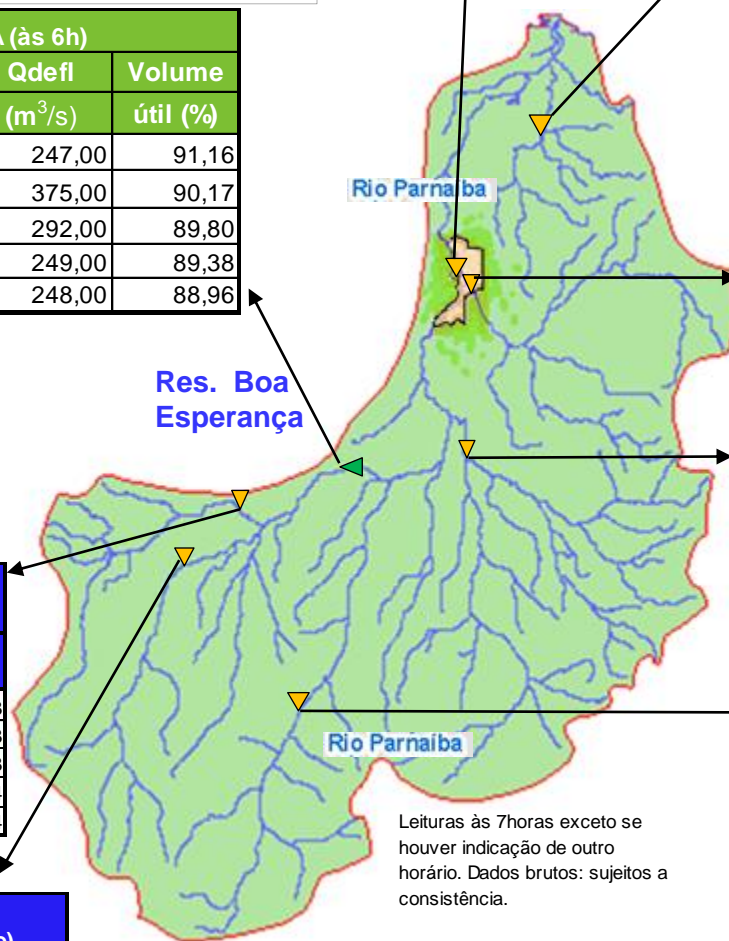 A (às 6h)
Qdefl Volume
(m³/s) útil (%)
247,00 91,16
375,00 90,17
292,00 89,80
249,00 89,38
248,00 88,96
Rio Parnaíba
Res. Boa
Esperança
Rio Parnaíba
Leituras às 7horas exceto se
houver indicação de outro
horário. Dados brutos: sujeitos a
consistência.